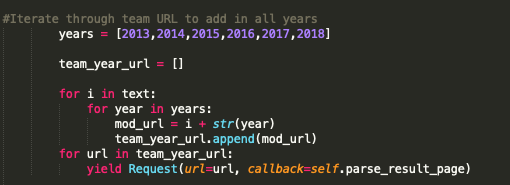 #Iterate through team URL to add in all years
years = [2013,2014,2015,2016,2017,2018]
team_year_url = []
for i in text:
for year in years:
mod_url = i + str(year)
team_year_url.append(mod_url)
for url in team_year_url:
yield Request(url=url, callback=self.parse_result_page)